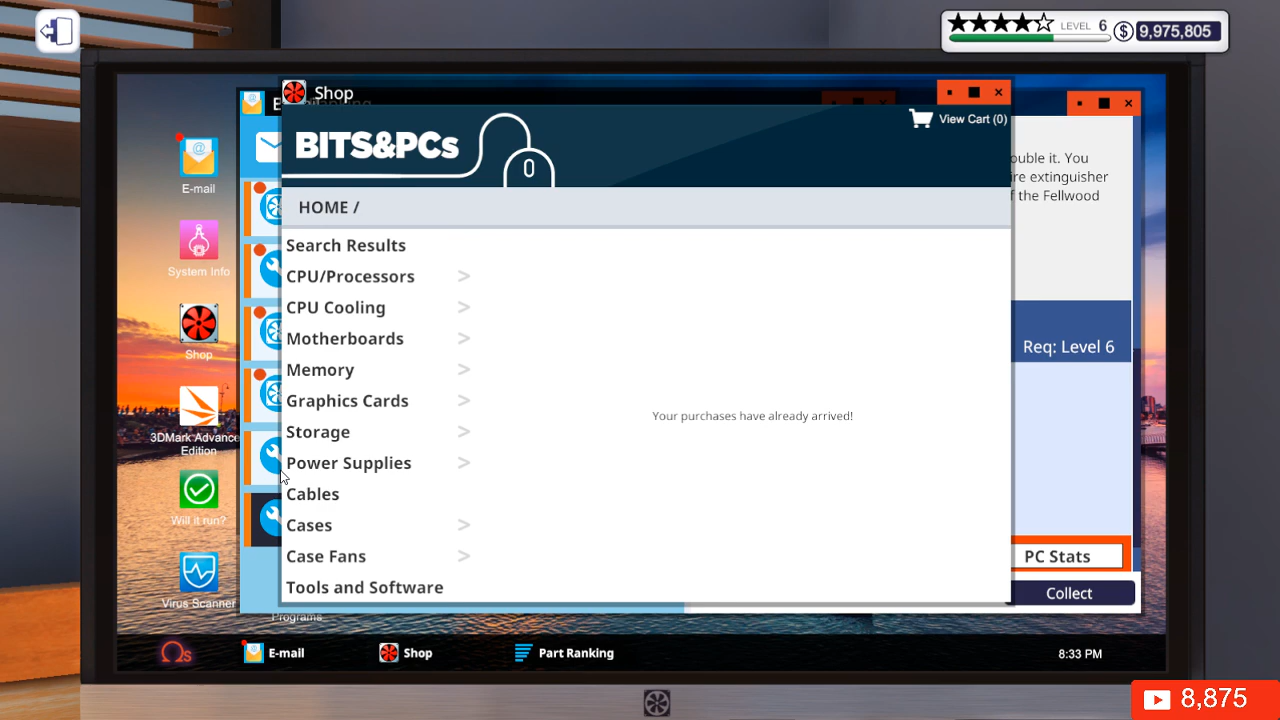 LEVEL 6
$ 9,975,805
Shop
BITS&PCs
View Cart (0)
HOME /
Search Results
CPU/Processors >
CPU Cooling >
Motherboards >
Memory >
Graphics Cards >
Storage >
Power Supplies >
Cables
Cases >
Case Fans >
Tools and Software
Your purchases have already arrived!
ouble it. You
ire extinguisher
f the Fellwood
Req: Level 6
PC Stats
Collect
E-mail
System Info
Shop
3DMark Advance
Edition
Will it run?
Virus Scanner
Programs
Ωs
E-mail
Shop
Part Ranking
8:33 PM
8,875